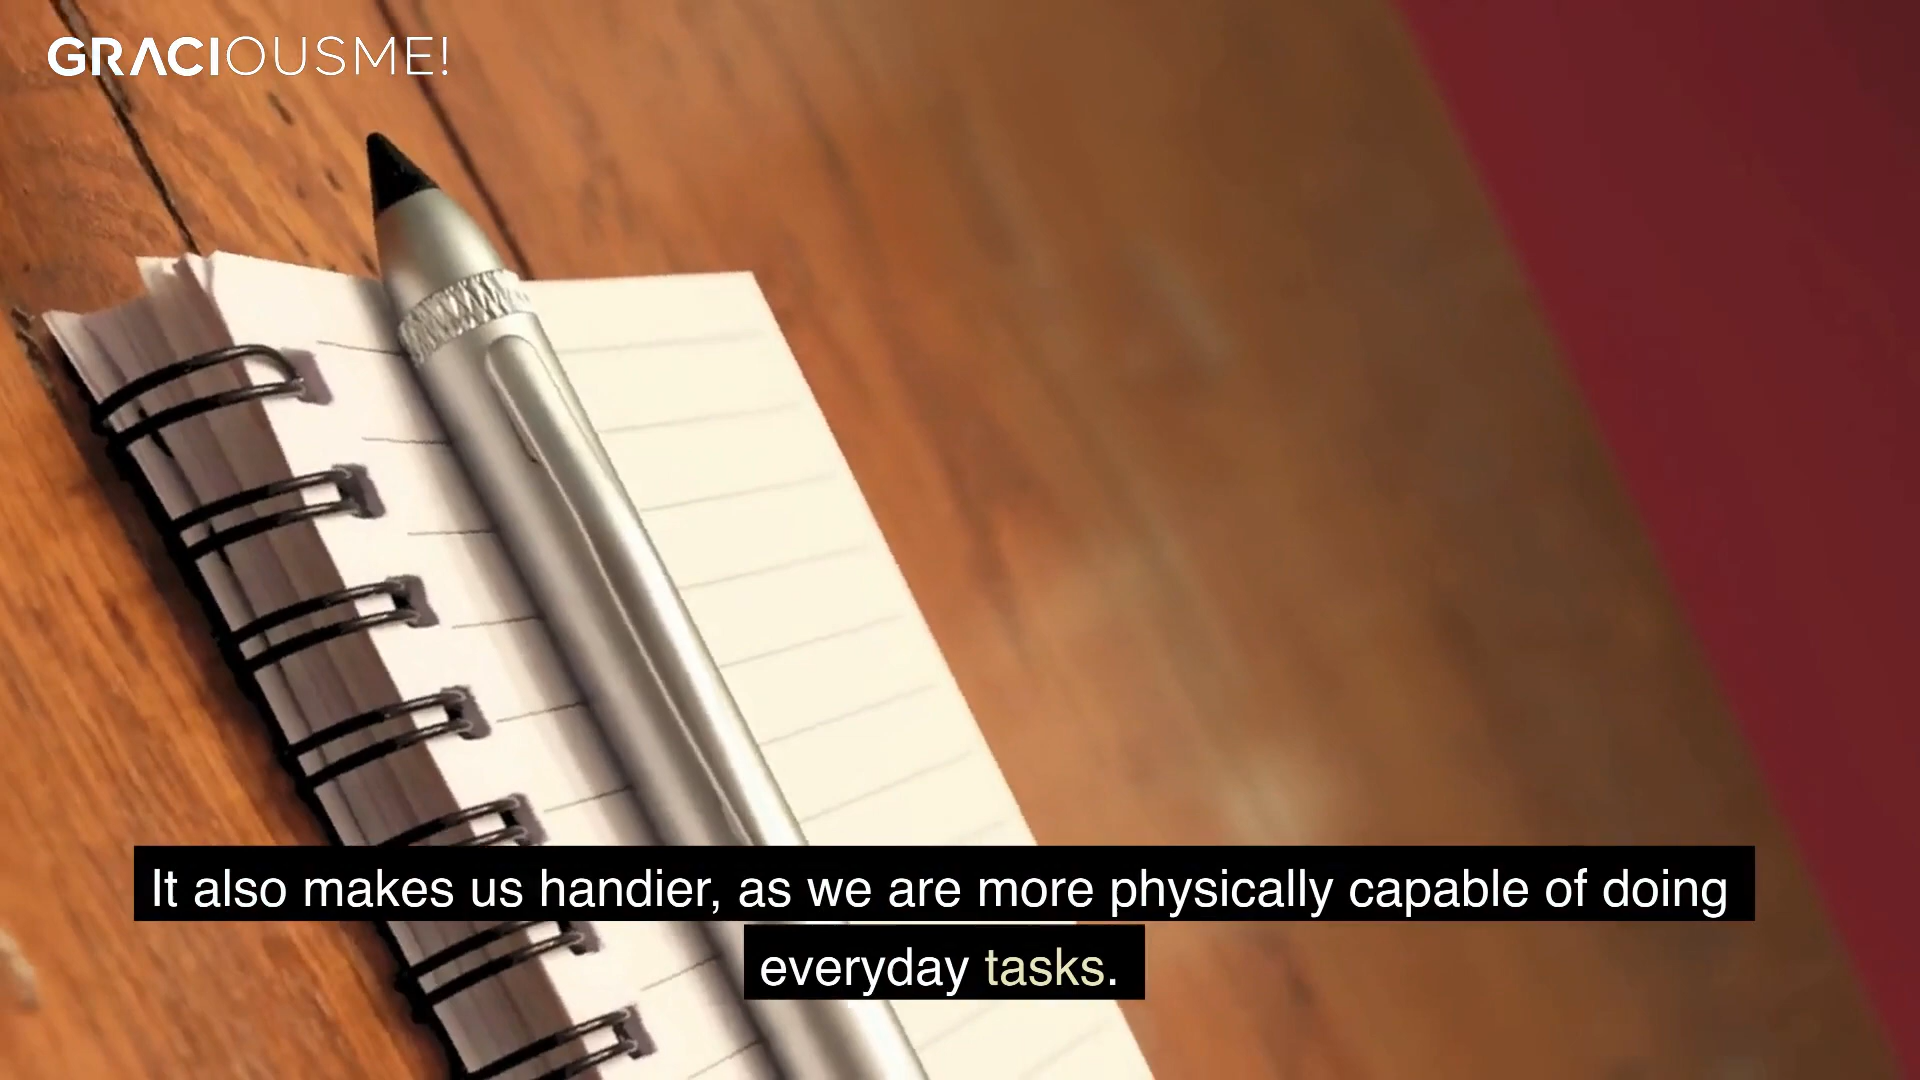 GRACIOUSME!
It also makes us handier, as we are more physically capable of doing
everyday tasks.